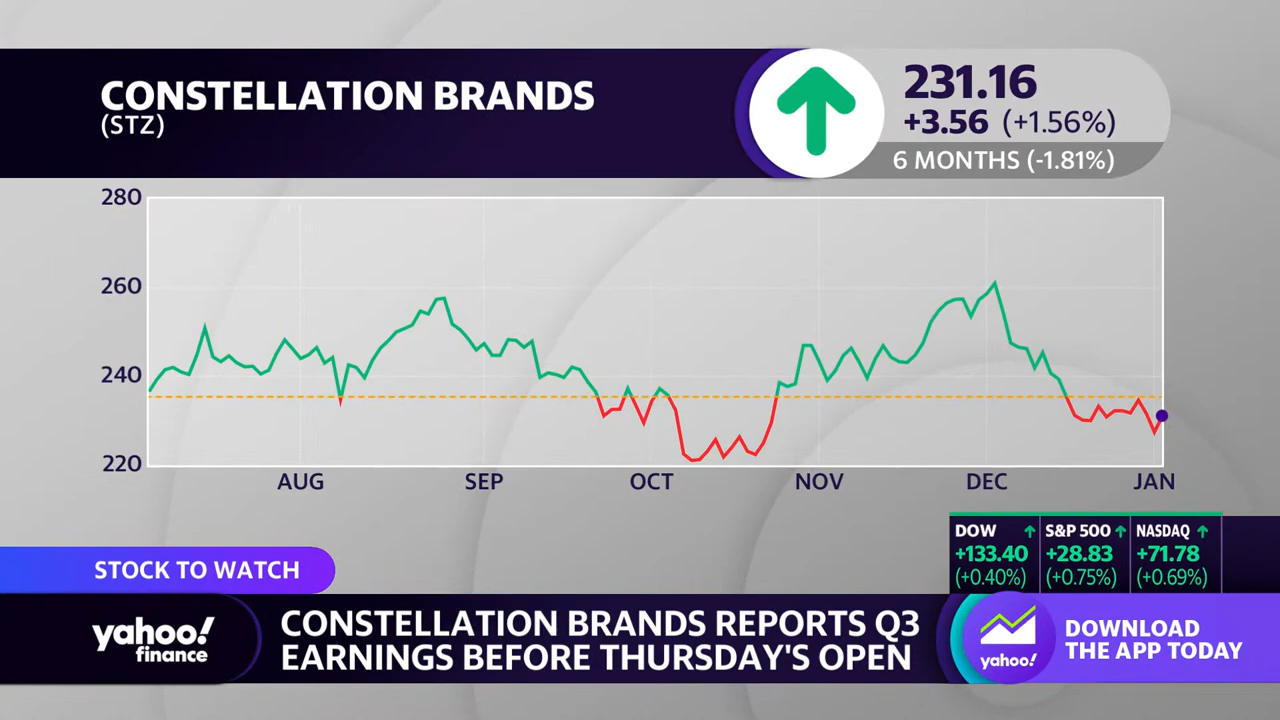 CONSTELLATION BRANDS
(STZ)
231.16
+3.56 (+1.56%)
6 MONTHS (-1.81%)
280
260
240
220
AUG SEP OCT NOV DEC JAN
DOW S&P 500 NASDAQ
+133.40 +28.83 +71.78
(+0.40%) (+0.75%) (+0.69%)
STOCK TO WATCH
yahoo!
finance
CONSTELLATION BRANDS REPORTS Q3
EARNINGS BEFORE THURSDAY'S OPEN
yahoo!
DOWNLOAD
THE APP TODAY